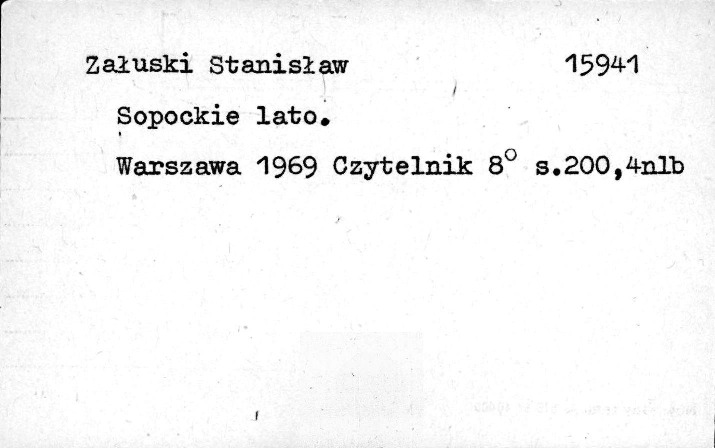 Załuski Stanisław 15941
Sopockie lato.
Warszawa 1969 Czytelnik 8° s.200,4nlb